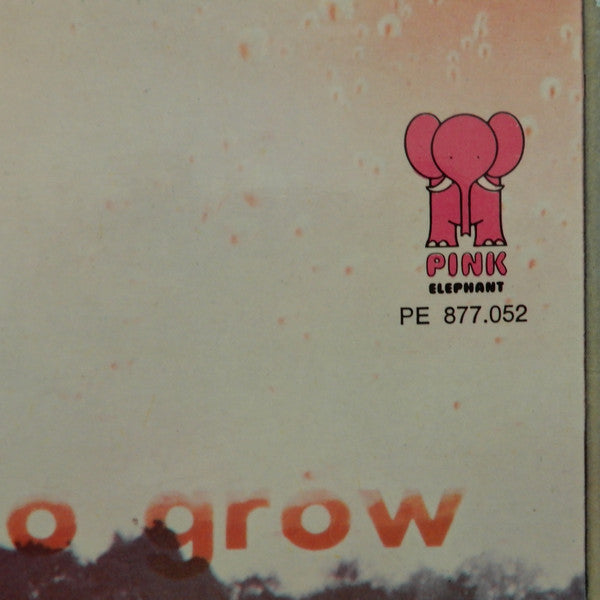 PINK
ELEPHANT
PE 877.052
o grow